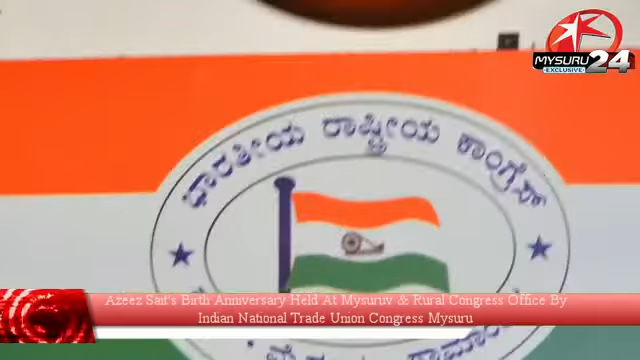 MYSURU
EXCLUSIVE 24
ಭಾರತೀಯ ರಾಷ್ಟ್ರೀಯ ಕಾಂಗ್ರೆಸ್
Azeez Sait's Birth Anniversary Held At Mysuruv & Rural Congress Office By
Indian National Trade Union Congress Mysuru